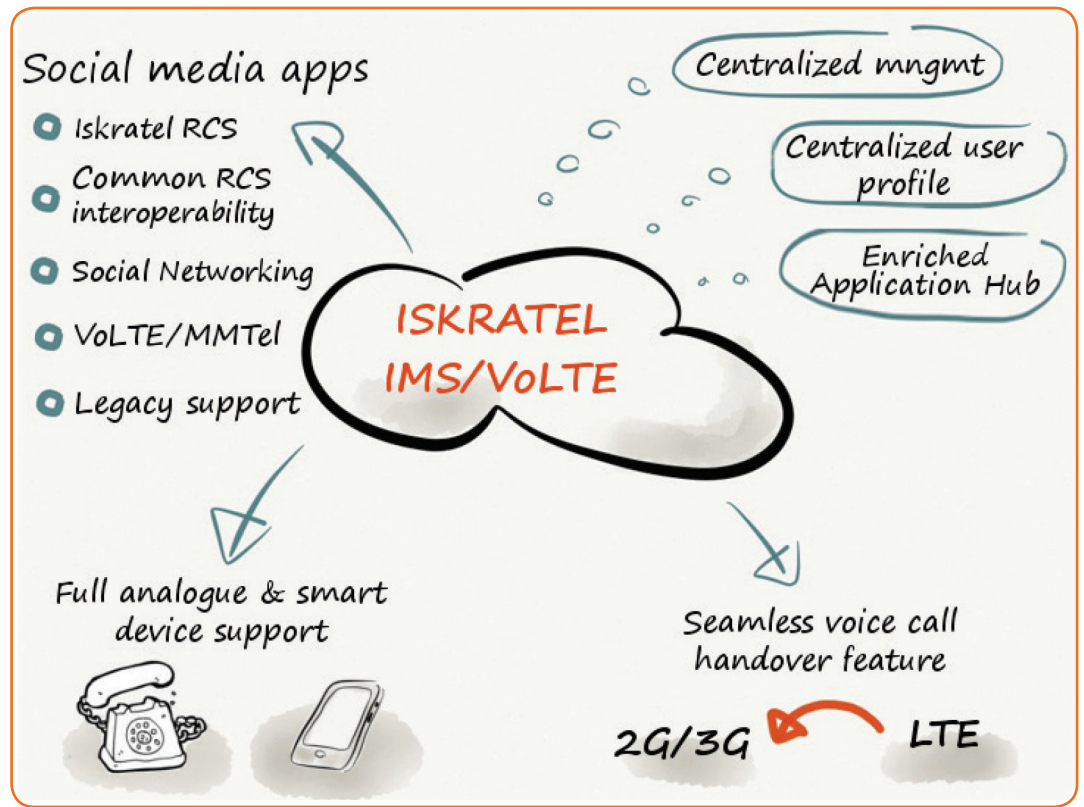 Social media apps
Iskratel RCS
Common RCS
interoperability
Social Networking
VoLTE/MMTel
Legacy support
Centralized mngmt
Centralized user
profile
Enriched
Application Hub
ISKRATEL
IMS/VoLTE
Full analogue & smart
device support
Seamless voice call
handover feature
2G/3G
LTE